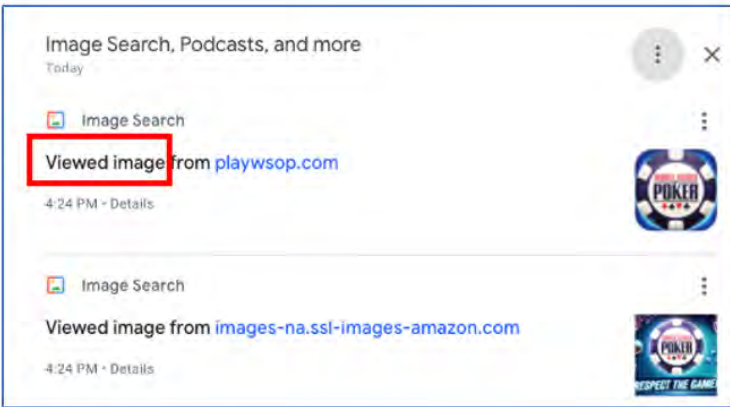 Image Search, Podcasts, and more
Today
Image Search
Viewed image from playwsop.com
POKER
4:24 PM • Details
Image Search
Viewed image from images-na.ssl-images-amazon.com
POKER
4:24 PM • Details
RESPECT THE GAME